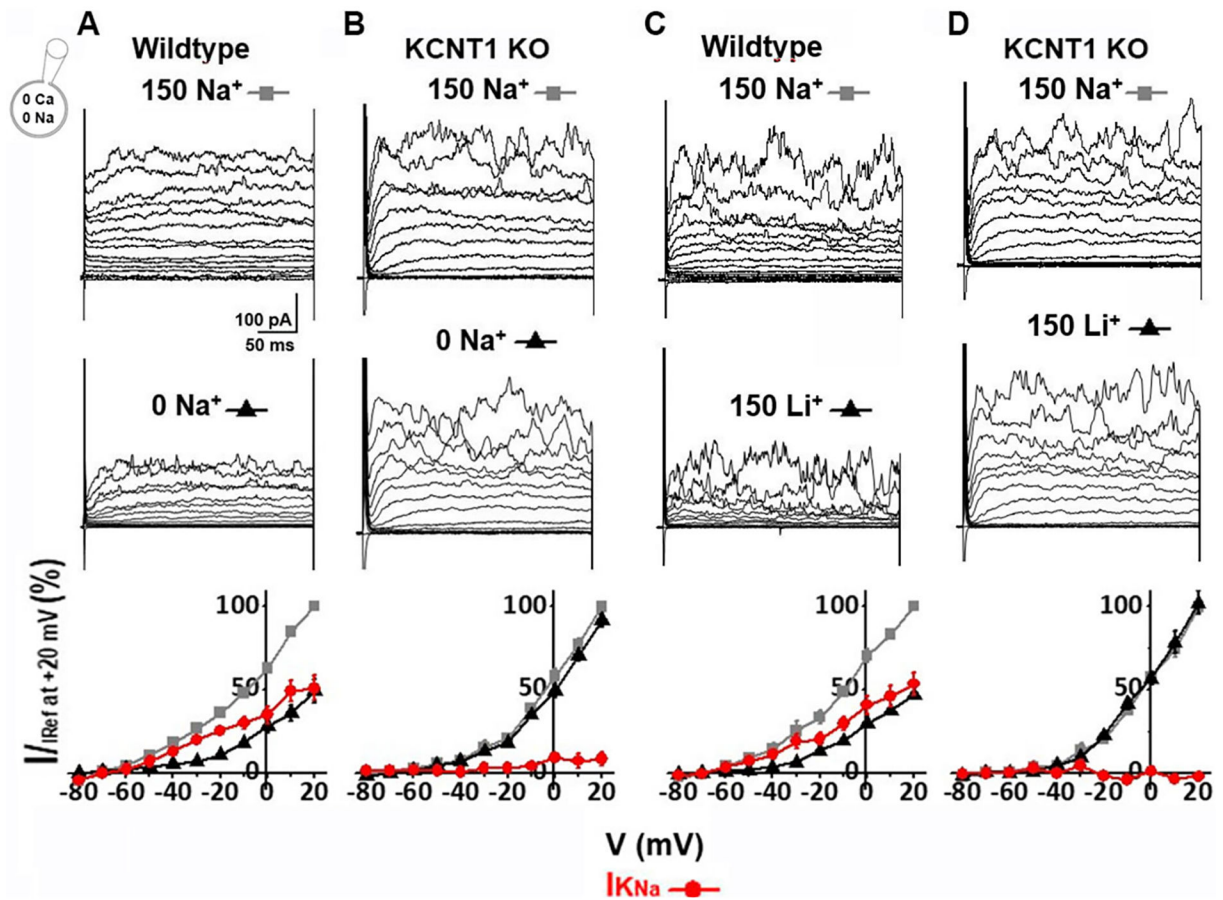 A
Wildtype
150 Na⁺
0 Ca
0 Na
100 pA
50 ms
0 Na⁺
B
KCNT1 KO
150 Na⁺
0 Na⁺
C
Wildtype
150 Na⁺
150 Li⁺
D
KCNT1 KO
150 Na⁺
150 Li⁺
I/IRef at +20 mV (%)
100
50
0
-80 -60 -40 -20 0 20
100
50
0
-80 -60 -40 -20 0 20
100
50
0
-80 -60 -40 -20 0 20
100
50
0
-80 -60 -40 -20 0 20
V (mV)
IKNa